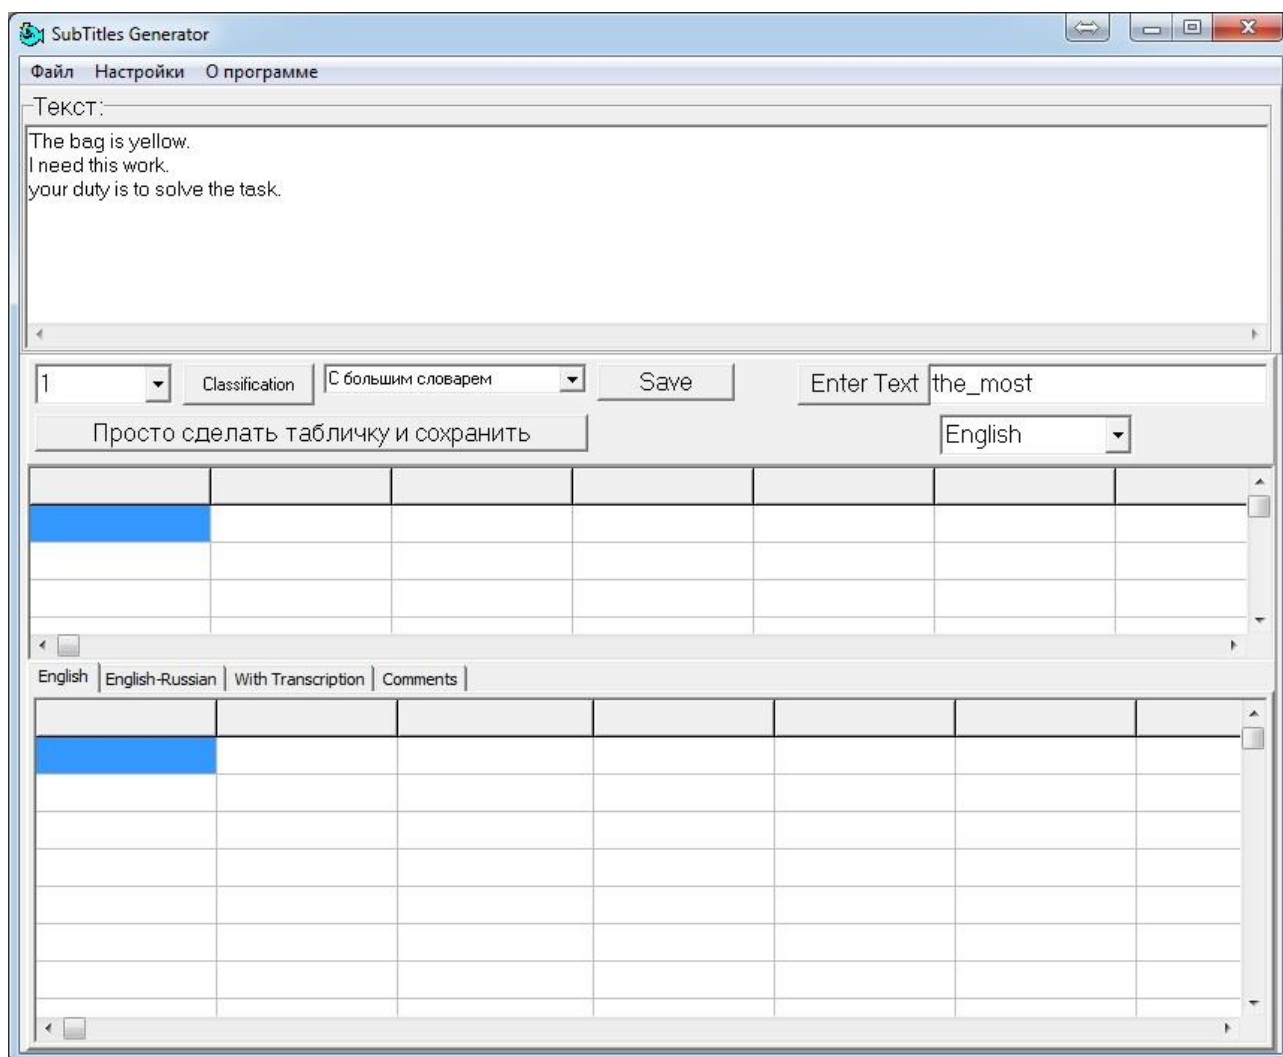 SubTitles Generator
Файл Настройки О программе
Текст:
The bag is yellow.
I need this work.
your duty is to solve the task.
1 Classification С большим словарем Save Enter Text the_most
Просто сделать табличку и сохранить English
English English-Russian With Transcription Comments